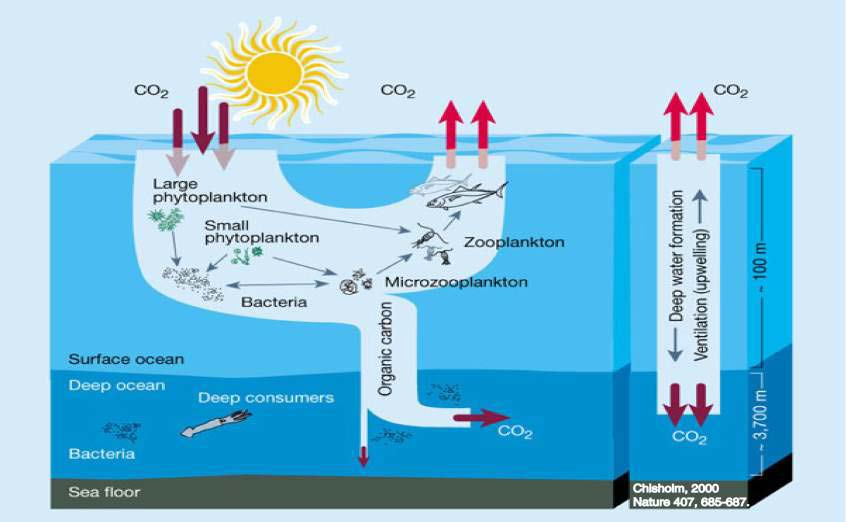 CO₂
CO₂
CO₂
Large
phytoplankton
Small
phytoplankton
Zooplankton
Microzooplankton
Bacteria
Organic carbon
Surface ocean
Deep ocean
Deep consumers
CO₂
Bacteria
Sea floor
Deep water formation
Ventilation (upwelling)
~ 100 m
~ 3,700 m
CO₂
Chisholm, 2000
Nature 407, 685-687.